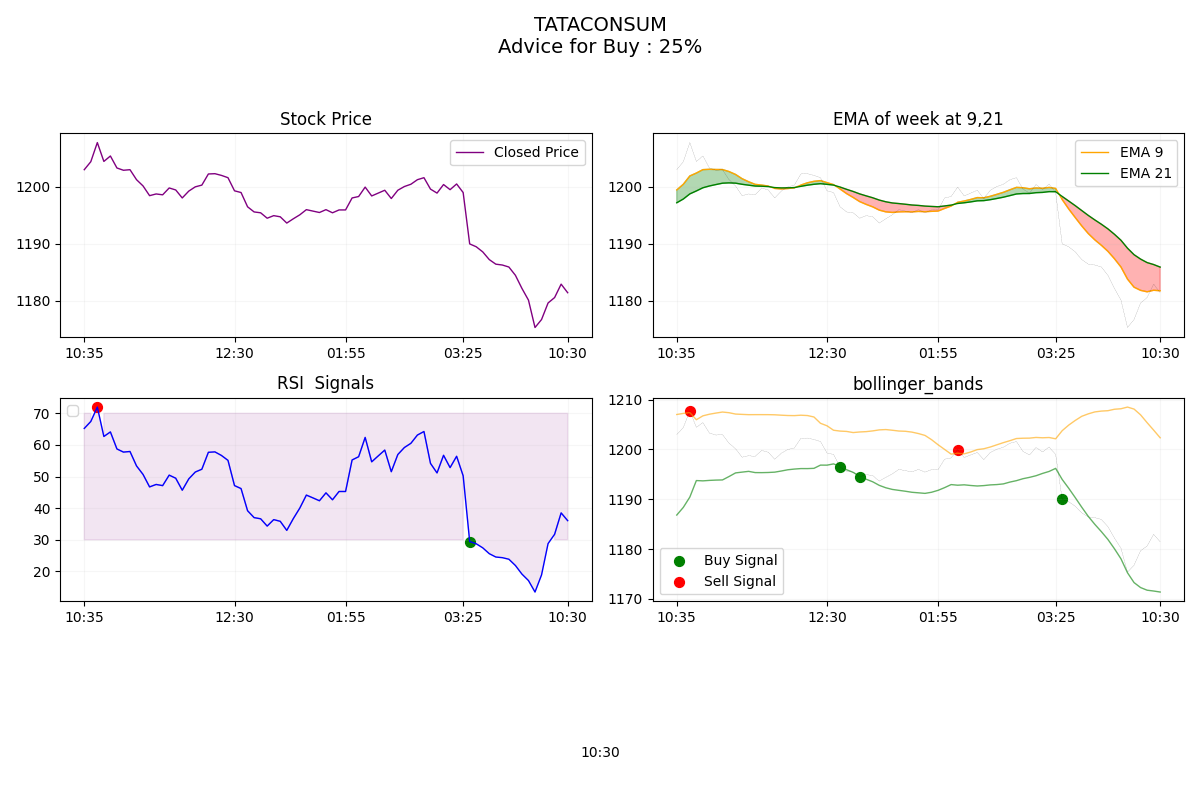 TATACONSUM
Advice for Buy : 25%
Stock Price
Closed Price
1200
1190
1180
10:35 12:30 01:55 03:25 10:30
EMA of week at 9,21
EMA 9
EMA 21
1200
1190
1180
10:35 12:30 01:55 03:25 10:30
RSI  Signals
70
60
50
40
30
20
10:35 12:30 01:55 03:25 10:30
bollinger_bands
1210
1200
1190
1180
1170
Buy Signal
Sell Signal
10:35 12:30 01:55 03:25 10:30
10:30